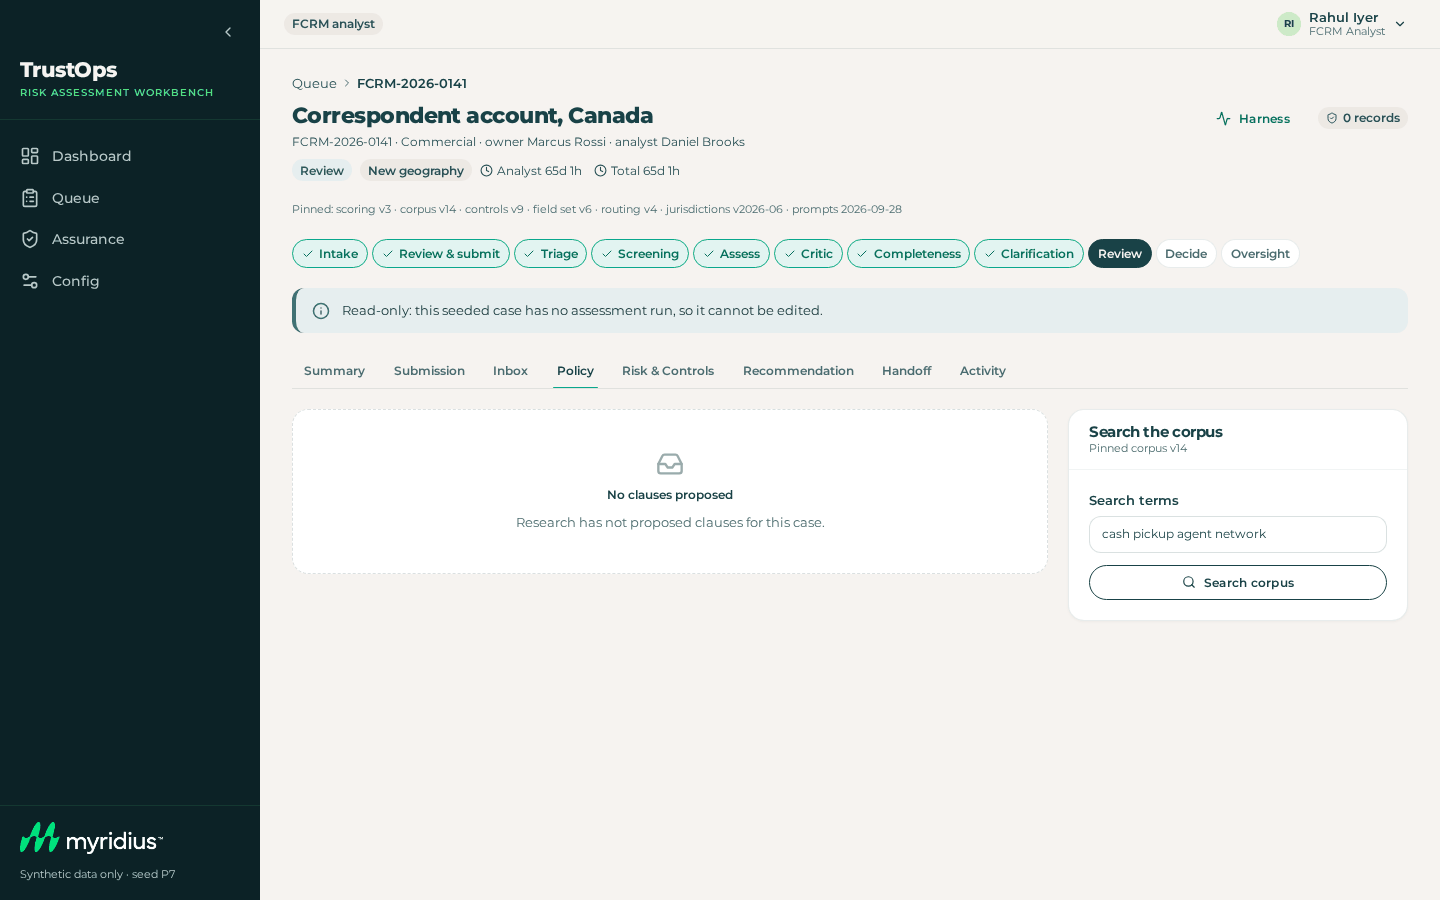 TrustOps
RISK ASSESSMENT WORKBENCH
Dashboard
Queue
Assurance
Config
myridius™
Synthetic data only · seed P7
FCRM analyst
RI
Rahul Iyer
FCRM Analyst
Queue > FCRM-2026-0141
Correspondent account, Canada
FCRM-2026-0141 · Commercial · owner Marcus Rossi · analyst Daniel Brooks
Harness
0 records
Review New geography Analyst 65d 1h Total 65d 1h
Pinned: scoring v3 · corpus v14 · controls v9 · field set v6 · routing v4 · jurisdictions v2026-06 · prompts 2026-09-28
Intake Review & submit Triage Screening Assess Critic Completeness Clarification Review Decide Oversight
Read-only: this seeded case has no assessment run, so it cannot be edited.
Summary Submission Inbox Policy Risk & Controls Recommendation Handoff Activity
No clauses proposed
Research has not proposed clauses for this case.
Search the corpus
Pinned corpus v14
Search terms
cash pickup agent network
Search corpus